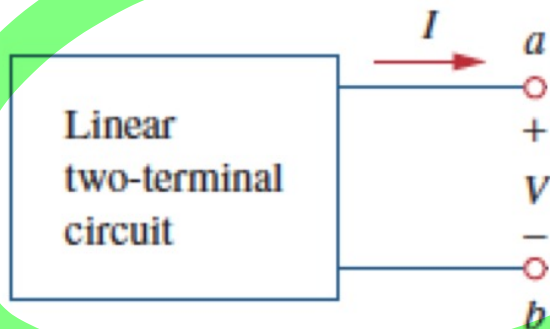 I
a
Linear
+
two-terminal
V
circuit
−
b